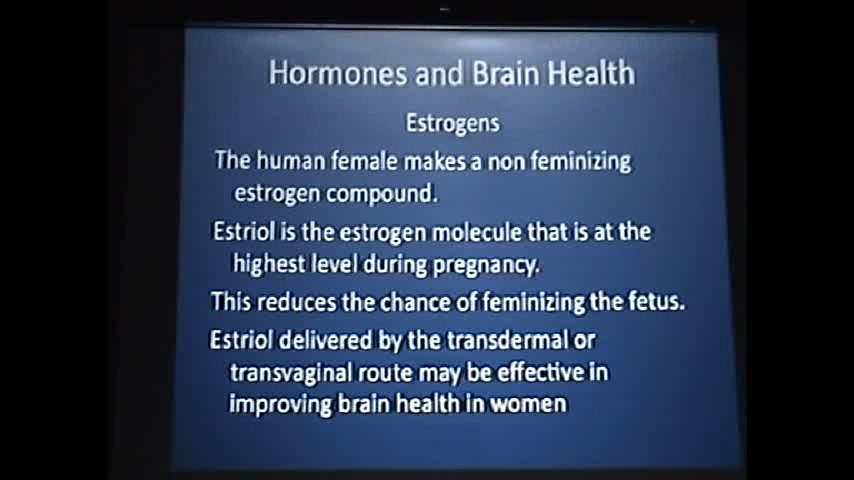 Hormones and Brain Health
Estrogens
The human female makes a non feminizing
estrogen compound.
Estriol is the estrogen molecule that is at the
highest level during pregnancy.
This reduces the chance of feminizing the fetus.
Estriol delivered by the transdermal or
transvaginal route may be effective in
improving brain health in women